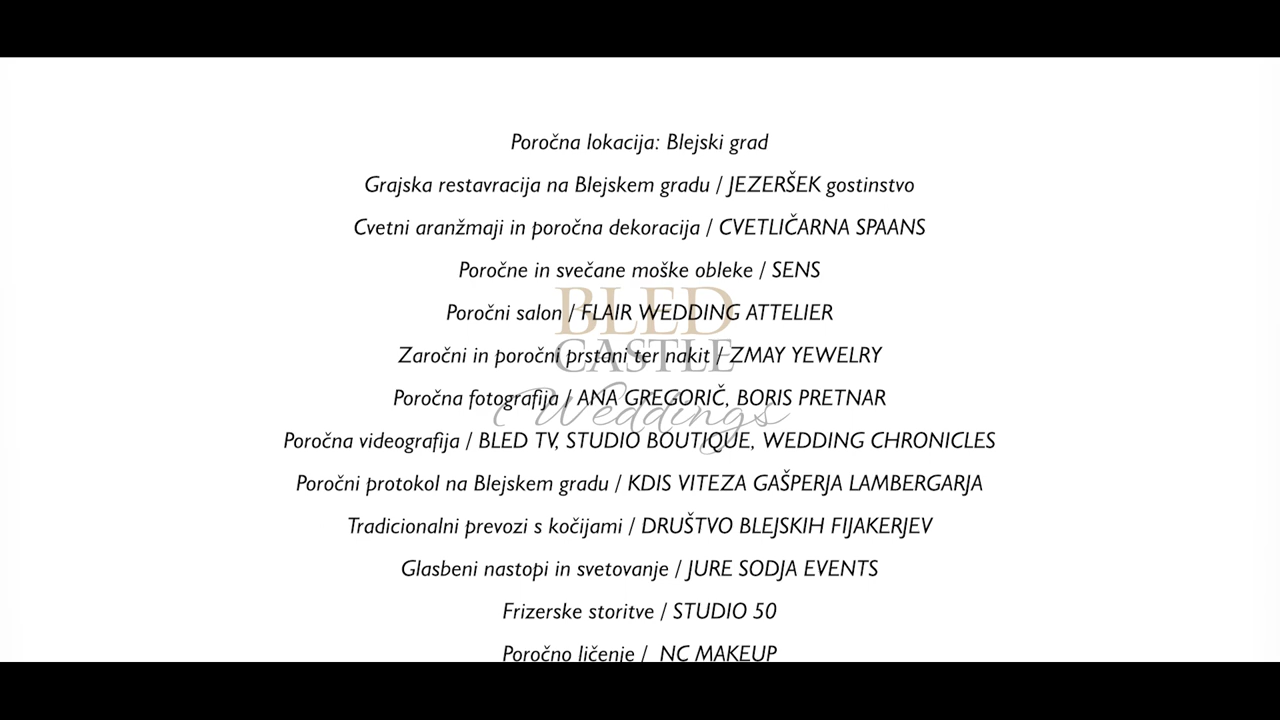 Poročna lokacija: Blejski grad
Grajska restavracija na Blejskem gradu / JEZERŠEK gostinstvo
Cvetni aranžmaji in poročna dekoracija / CVETLIČARNA SPAANS
Poročne in svečane moške obleke / SENS
BLED
Poročni salon / FLAIR WEDDING ATTELIER
CASTLE
Zaročni in poročni prstani ter nakit / ZMAY YEWELRY
Poročna fotografija / ANA GREGORIČ, BORIS PRETNAR
Weddings
Poročna videografija / BLED TV, STUDIO BOUTIQUE, WEDDING CHRONICLES
Poročni protokol na Blejskem gradu / KDIS VITEZA GAŠPERJA LAMBERGARJA
Tradicionalni prevozi s kočijami / DRUŠTVO BLEJSKIH FIJAKERJEV
Glasbeni nastopi in svetovanje / JURE SODJA EVENTS
Frizerske storitve / STUDIO 50
Poročno ličenje / NC MAKEUP